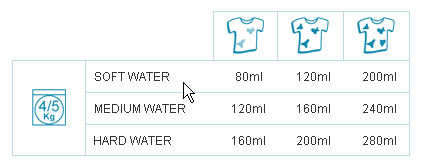 SOFT WATER 80ml 120ml 200ml
4/5 Kg
MEDIUM WATER 120ml 160ml 240ml
HARD WATER 160ml 200ml 280ml